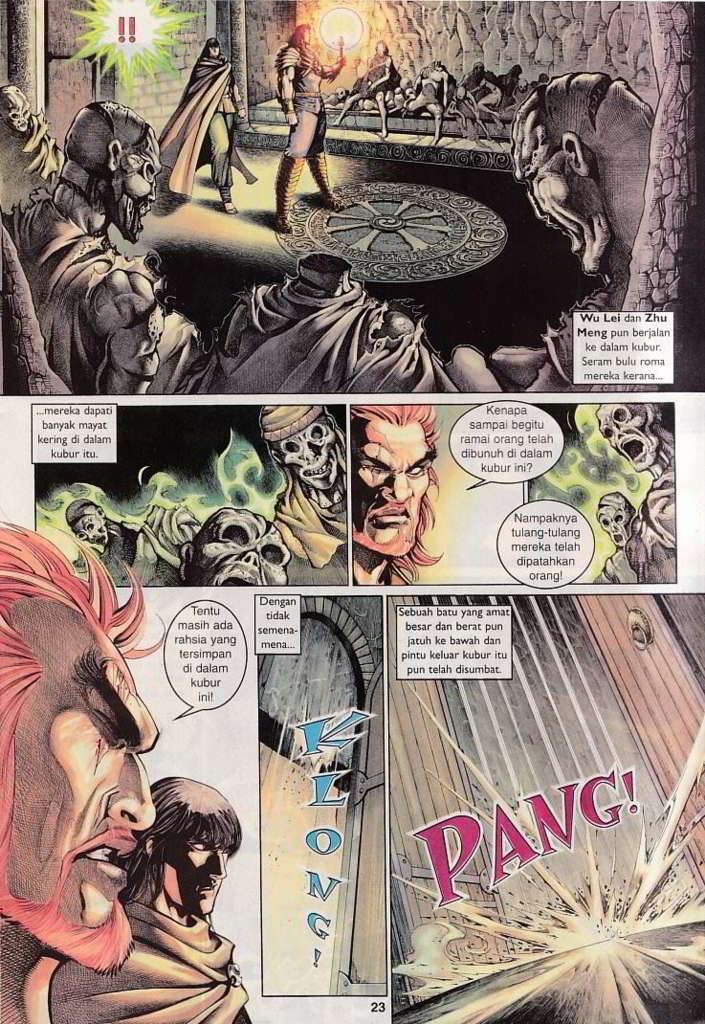 !!
Wu Lei dan Zhu
Meng pun berjalan
ke dalam kubur.
Seram bulu roma
mereka kerana...
...mereka dapati
banyak mayat
kering di dalam
kubur itu.
Kenapa
sampai begitu
ramai orang telah
dibunuh di dalam
kubur ini?
Nampaknya
tulang-tulang
mereka telah
dipatahkan
orang!
Tentu
masih ada
rahsia yang
tersimpan
di dalam
kubur
ini!
Dengan
tidak
semena-
mena...
KLONG!
Sebuah batu yang amat
besar dan berat pun
jatuh ke bawah dan
pintu keluar kubur itu
pun telah disumbat.
PANG!
23